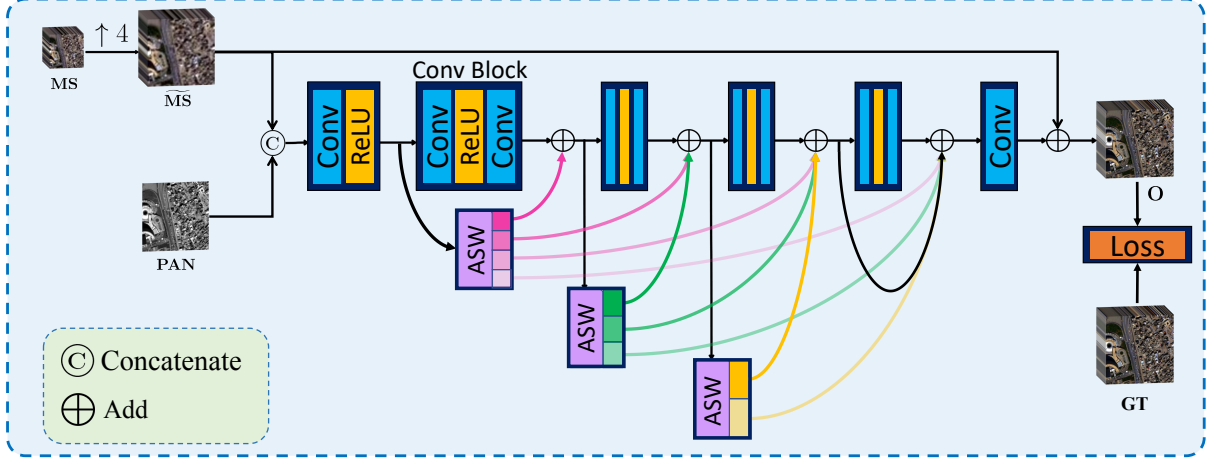 ↑ 4
MS
M͠S
PAN
C
Conv
ReLU
Conv Block
Conv
ReLU
Conv
ASW
ASW
ASW
Conv
O
Loss
GT
C Concatenate
Add